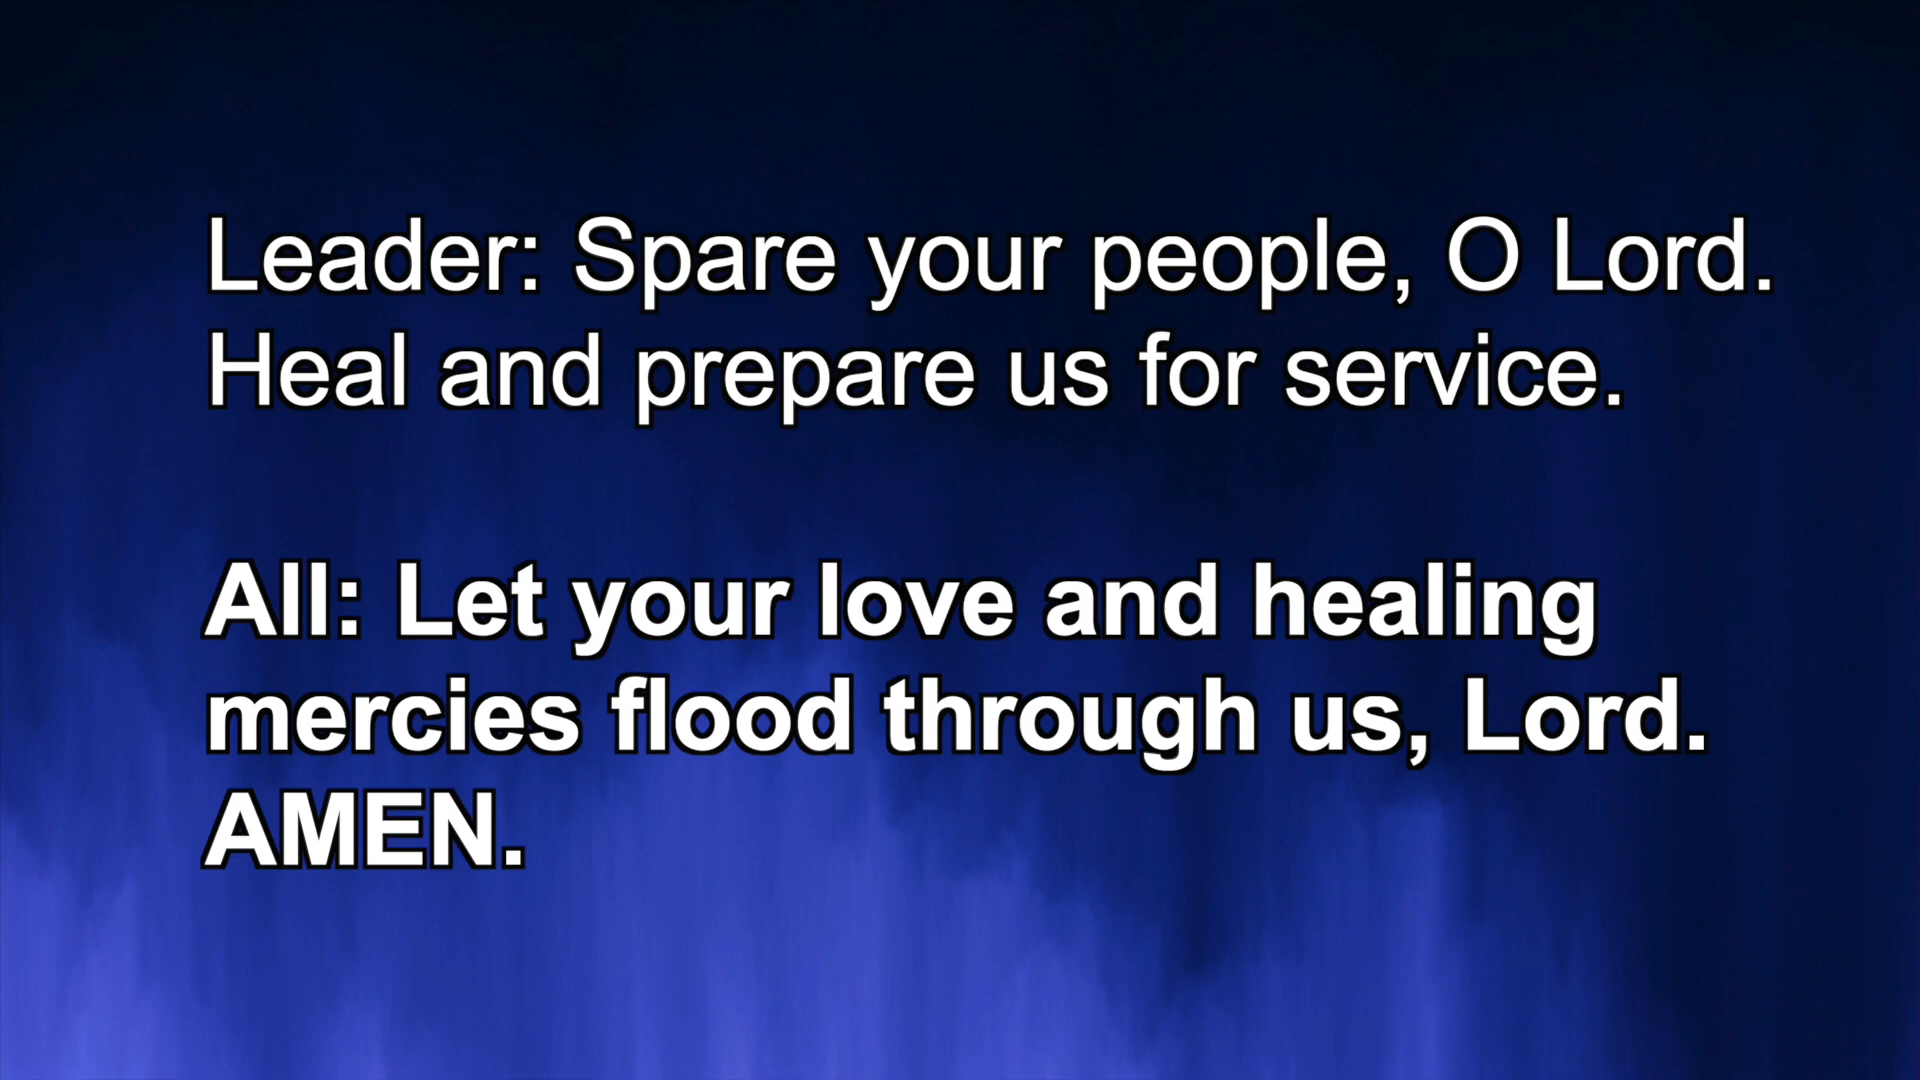 Leader: Spare your people, O Lord.
Heal and prepare us for service.
All: Let your love and healing
mercies flood through us, Lord.
AMEN.